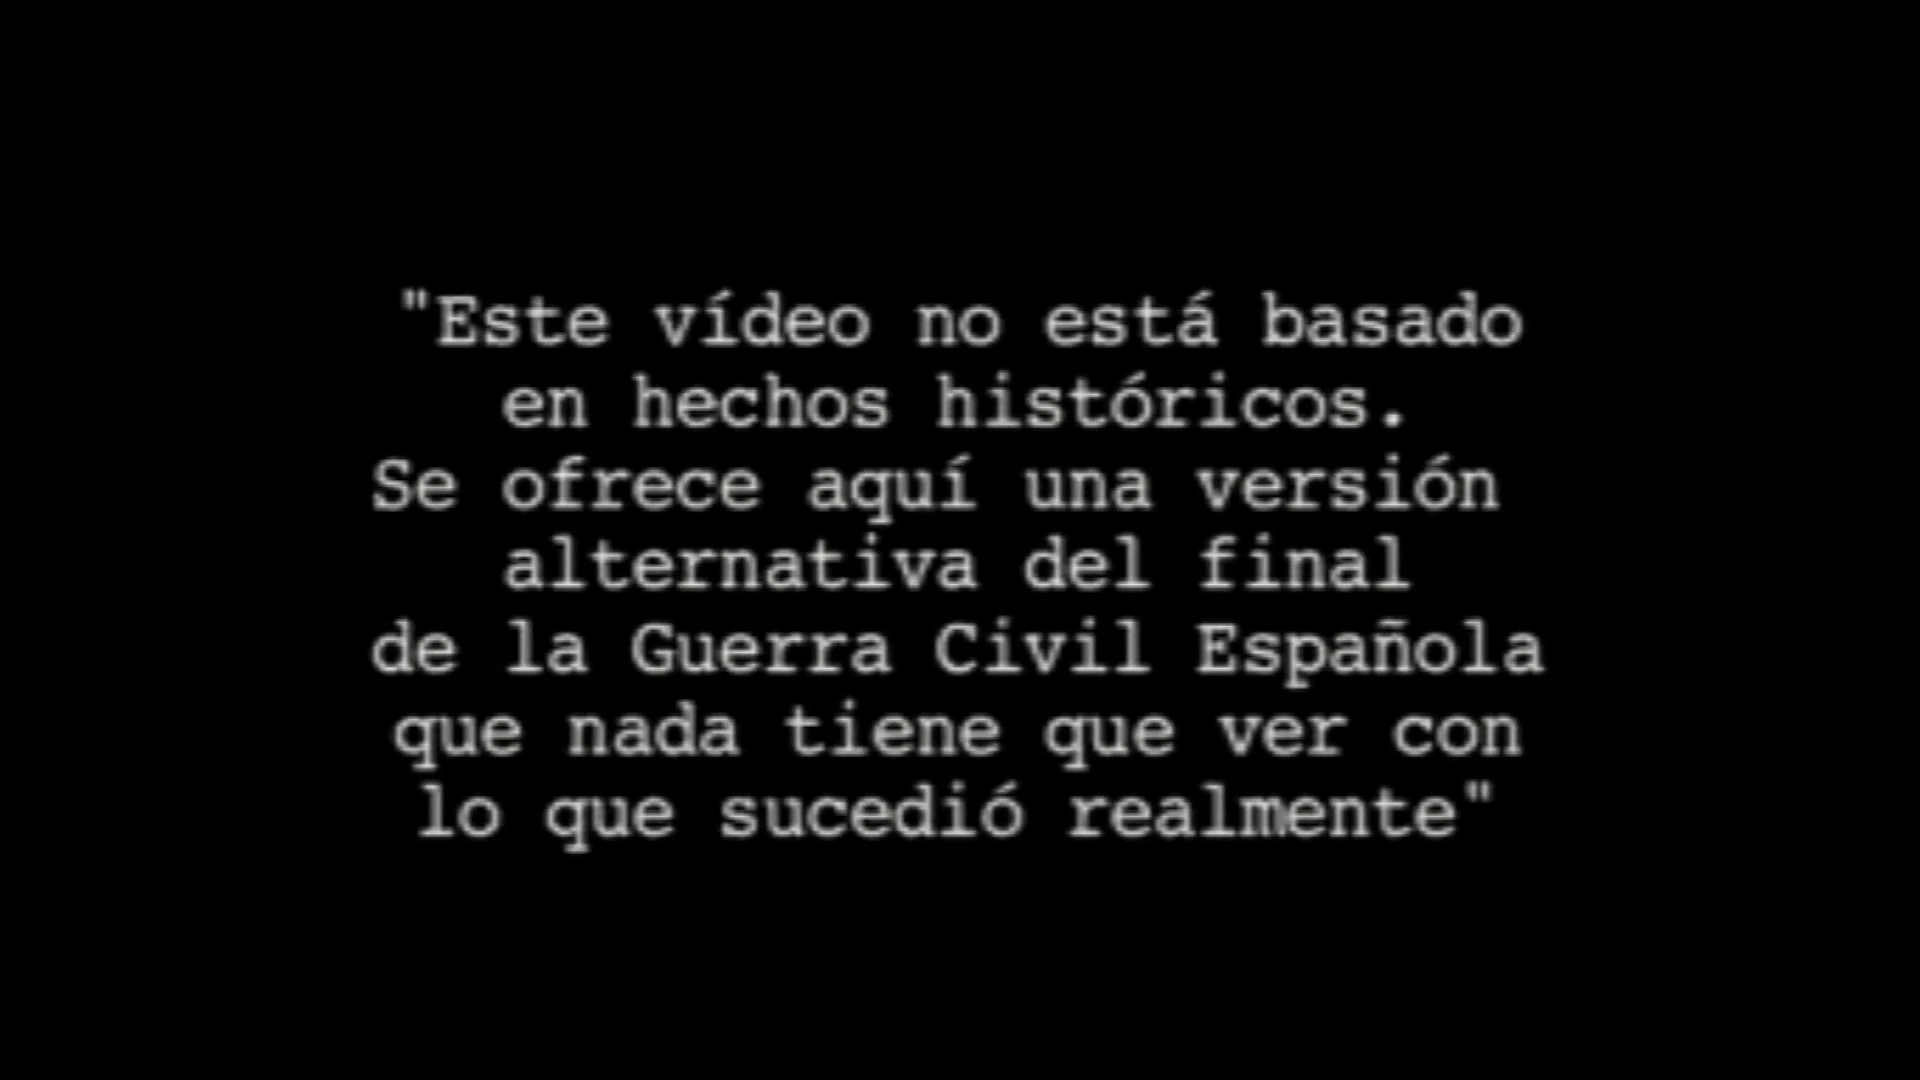 "Este vídeo no está basado
en hechos históricos.
Se ofrece aquí una versión
alternativa del final
de la Guerra Civil Española
que nada tiene que ver con
lo que sucedió realmente"